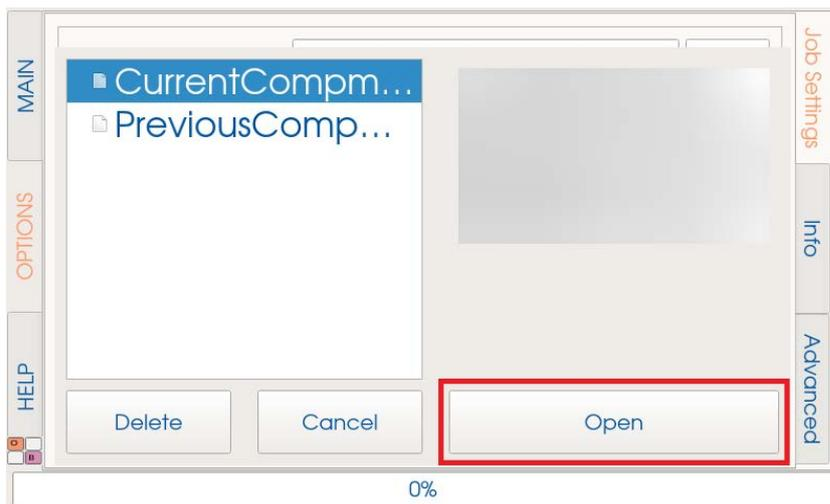 MAIN
OPTIONS
HELP
CurrentCompm...
PreviousComp...
Delete
Cancel
Open
Job Settings
Info
Advanced
O
B
0%